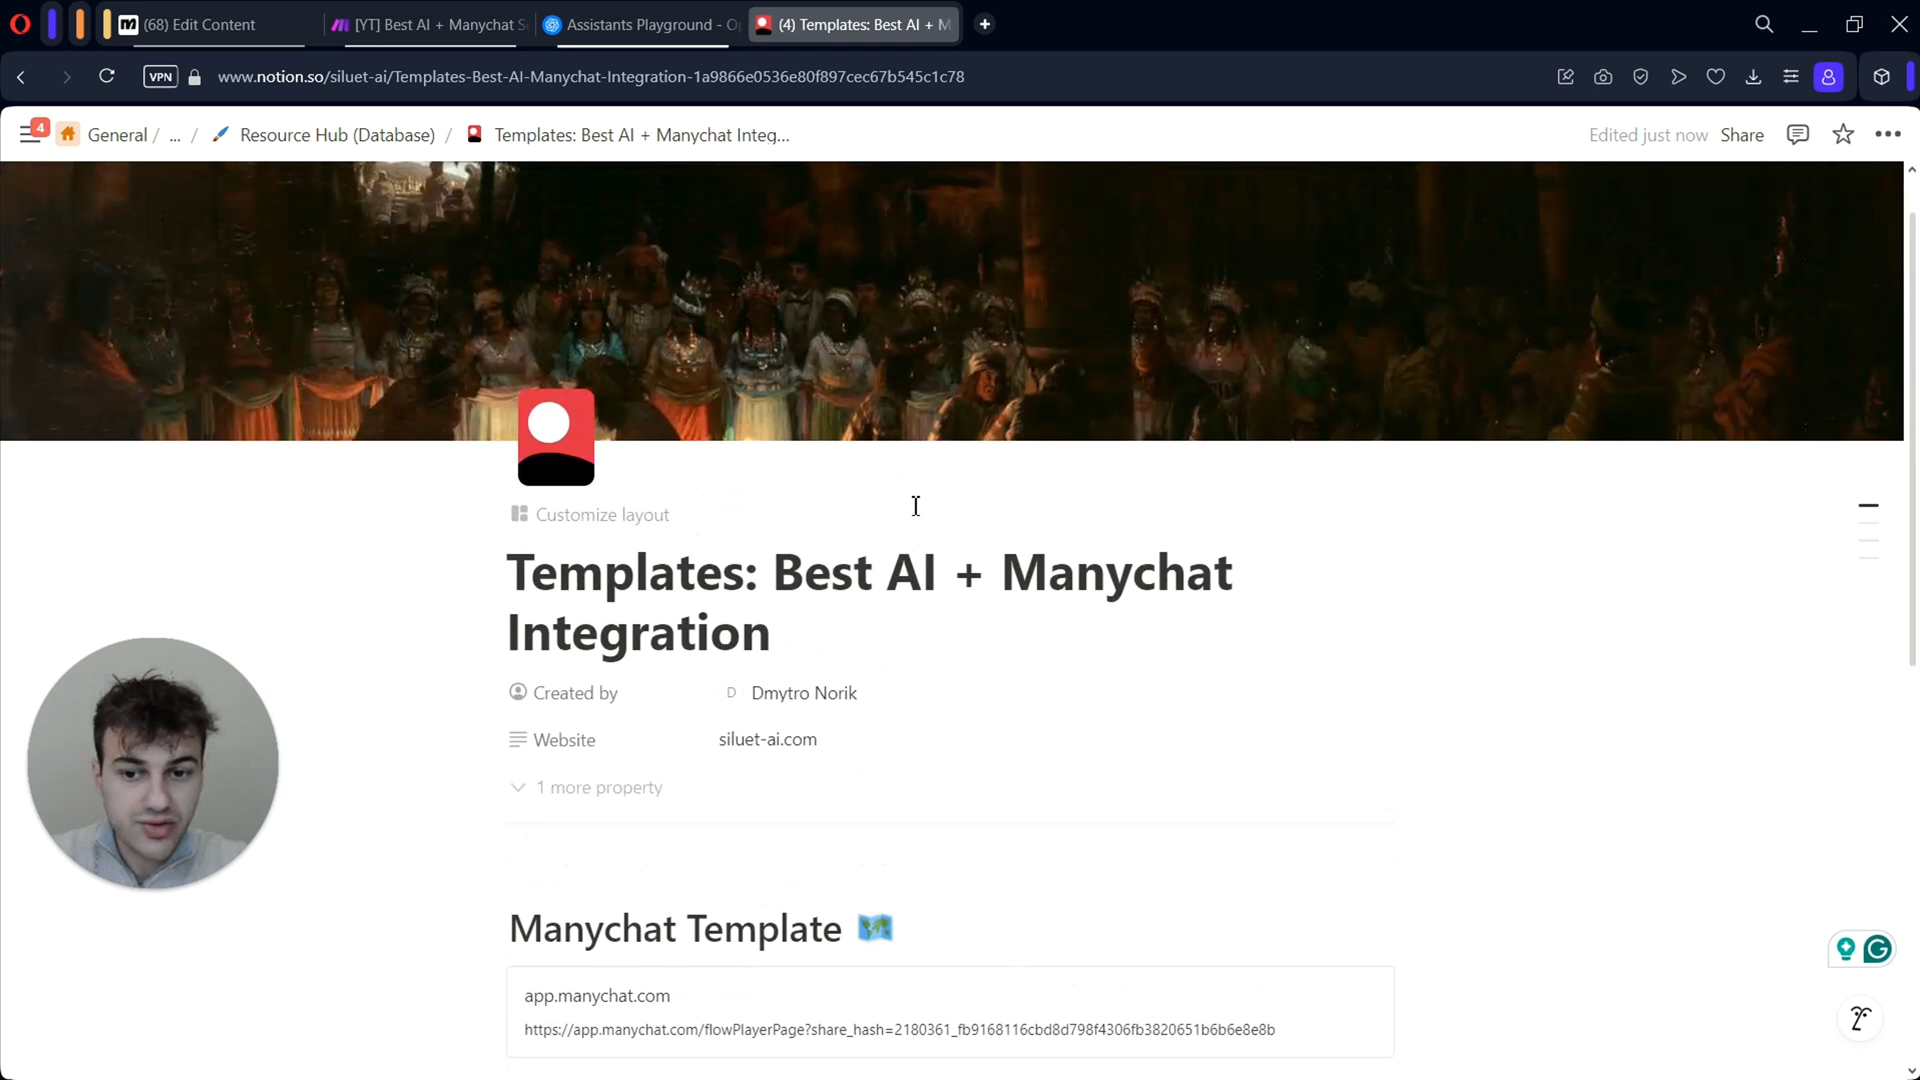 (68) Edit Content
[YT] Best AI + Manychat S
Assistants Playground - O
(4) Templates: Best AI + M
VPN
www.notion.so/siluet-ai/Templates-Best-AI-Manychat-Integration-1a9866e0536e80f897cec67b545c1c78
4
General / ... / Resource Hub (Database) / Templates: Best AI + Manychat Integ...
Edited just now Share
Customize layout
Templates: Best AI + Manychat
Integration
Created by D Dmytro Norik
Website siluet-ai.com
1 more property
Manychat Template
app.manychat.com
https://app.manychat.com/flowPlayerPage?share_hash=2180361_fb9168116cbd8d798f4306fb3820651b6b6e8e8b